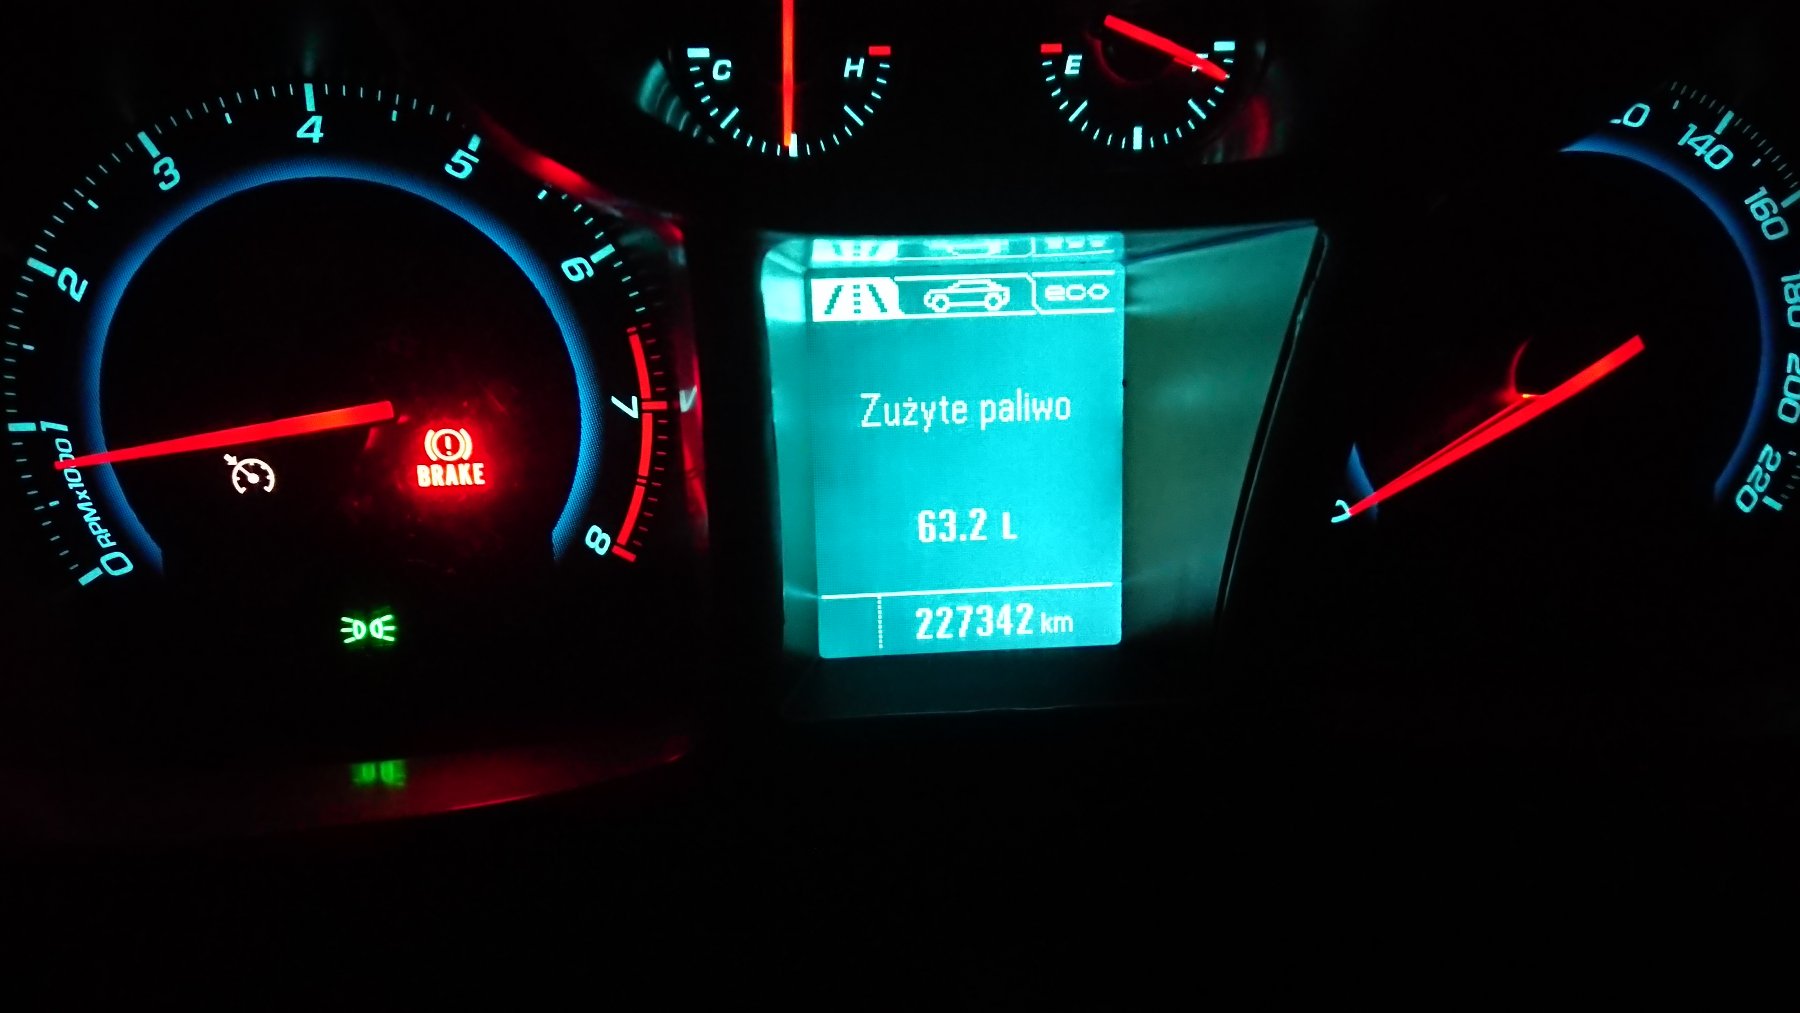 C H
E F
0 RPMx1000 1 2 3 4 5 6 7 8
BRAKE
eco
Zużyte paliwo
63.2 L
227342 km
140 160 180 200 220